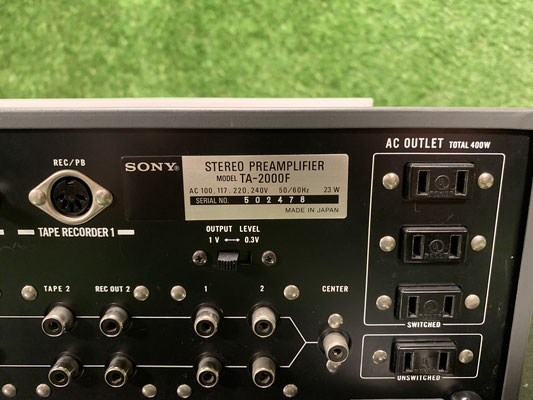 REC/PB
TAPE RECORDER 1
SONY®
STEREO PREAMPLIFIER
MODEL TA-2000F
AC 100, 117, 220, 240V 50/60Hz 23 W
SERIAL NO. 502478
MADE IN JAPAN
OUTPUT LEVEL
1 V ↔ 0.3V
AC OUTLET TOTAL 400W
SWITCHED
UNSWITCHED
TAPE 2
REC OUT 2
1
2
CENTER